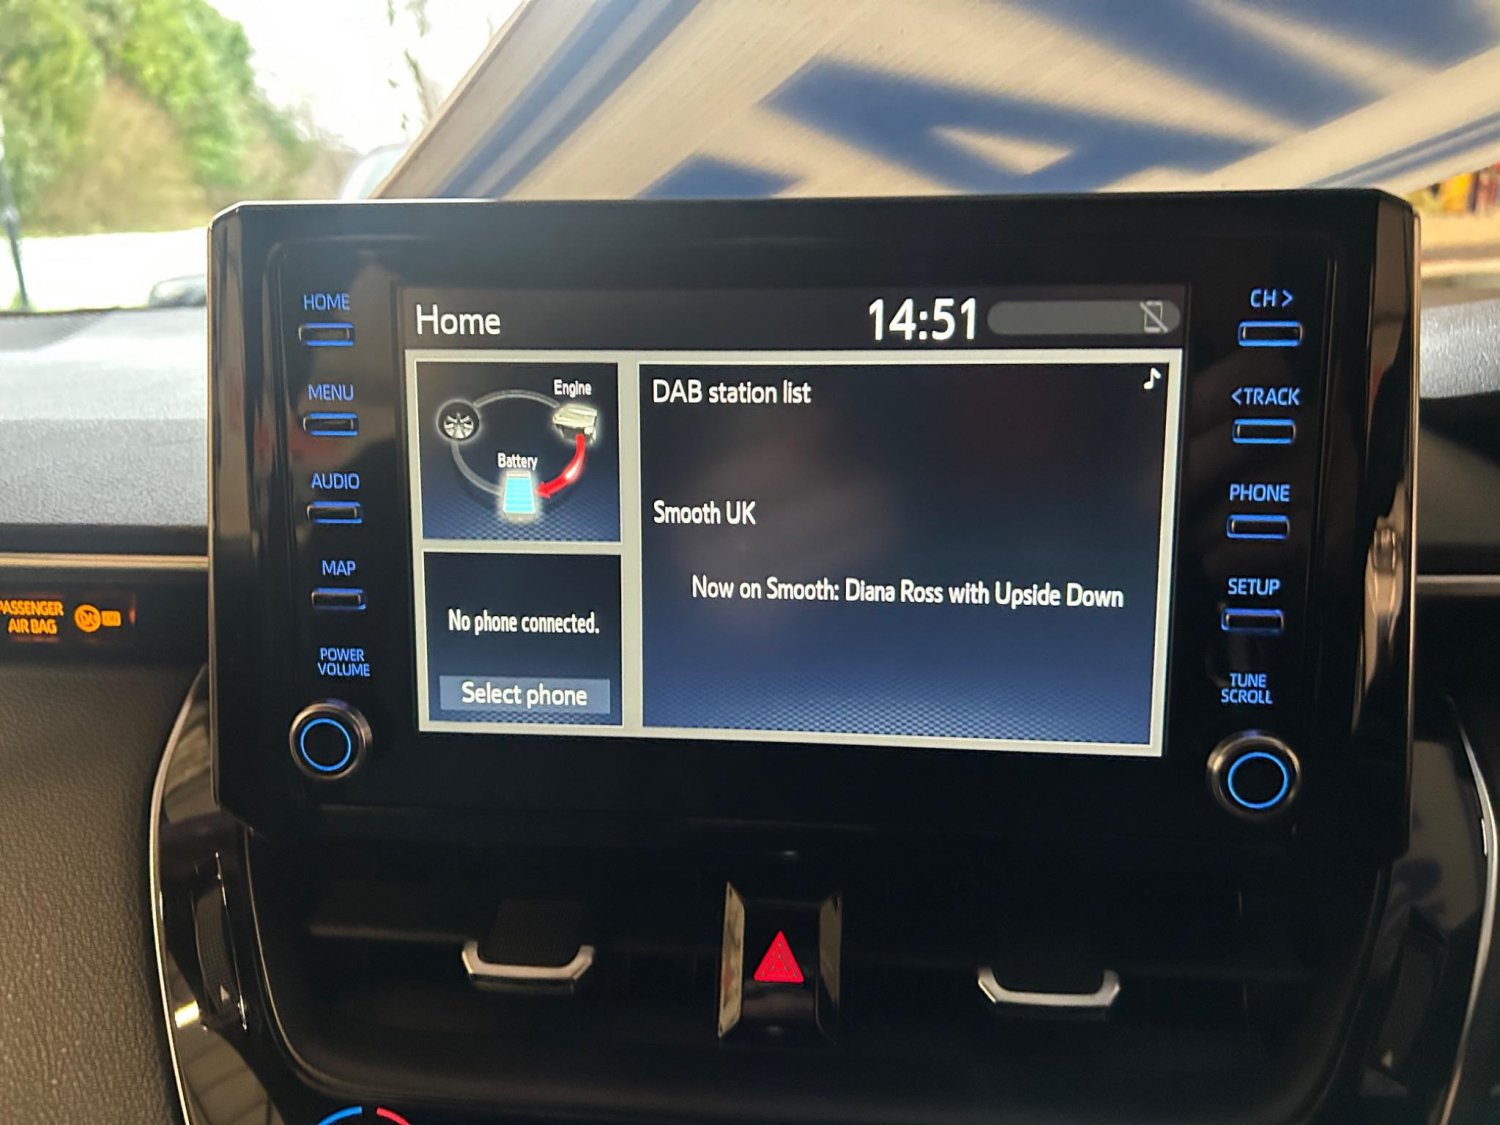 HOME
MENU
AUDIO
MAP
POWER
VOLUME
Home
14:51
Engine
Battery
No phone connected.
Select phone
DAB station list
Smooth UK
Now on Smooth: Diana Ross with Upside Down
CH >
<TRACK
PHONE
SETUP
TUNE
SCROLL
PASSENGER
AIR BAG